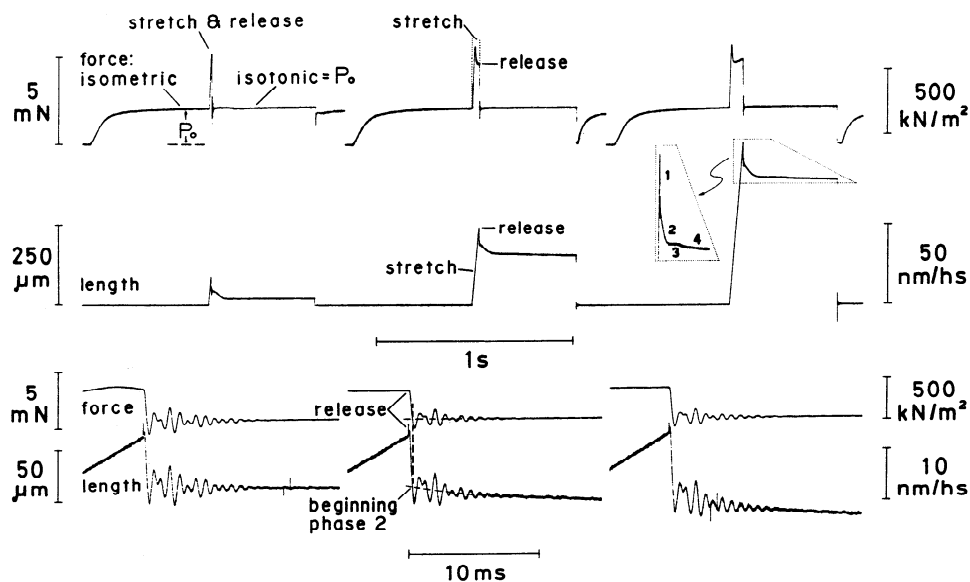 stretch & release
stretch
force:
isometric
isotonic = Po
release
5
mN
Po
500
kN/m²
1
2
3
4
release
250
µm
length
stretch
50
nm/hs
1s
5
mN
force
release
500
kN/m²
50
µm
length
beginning
phase 2
10
nm/hs
10 ms